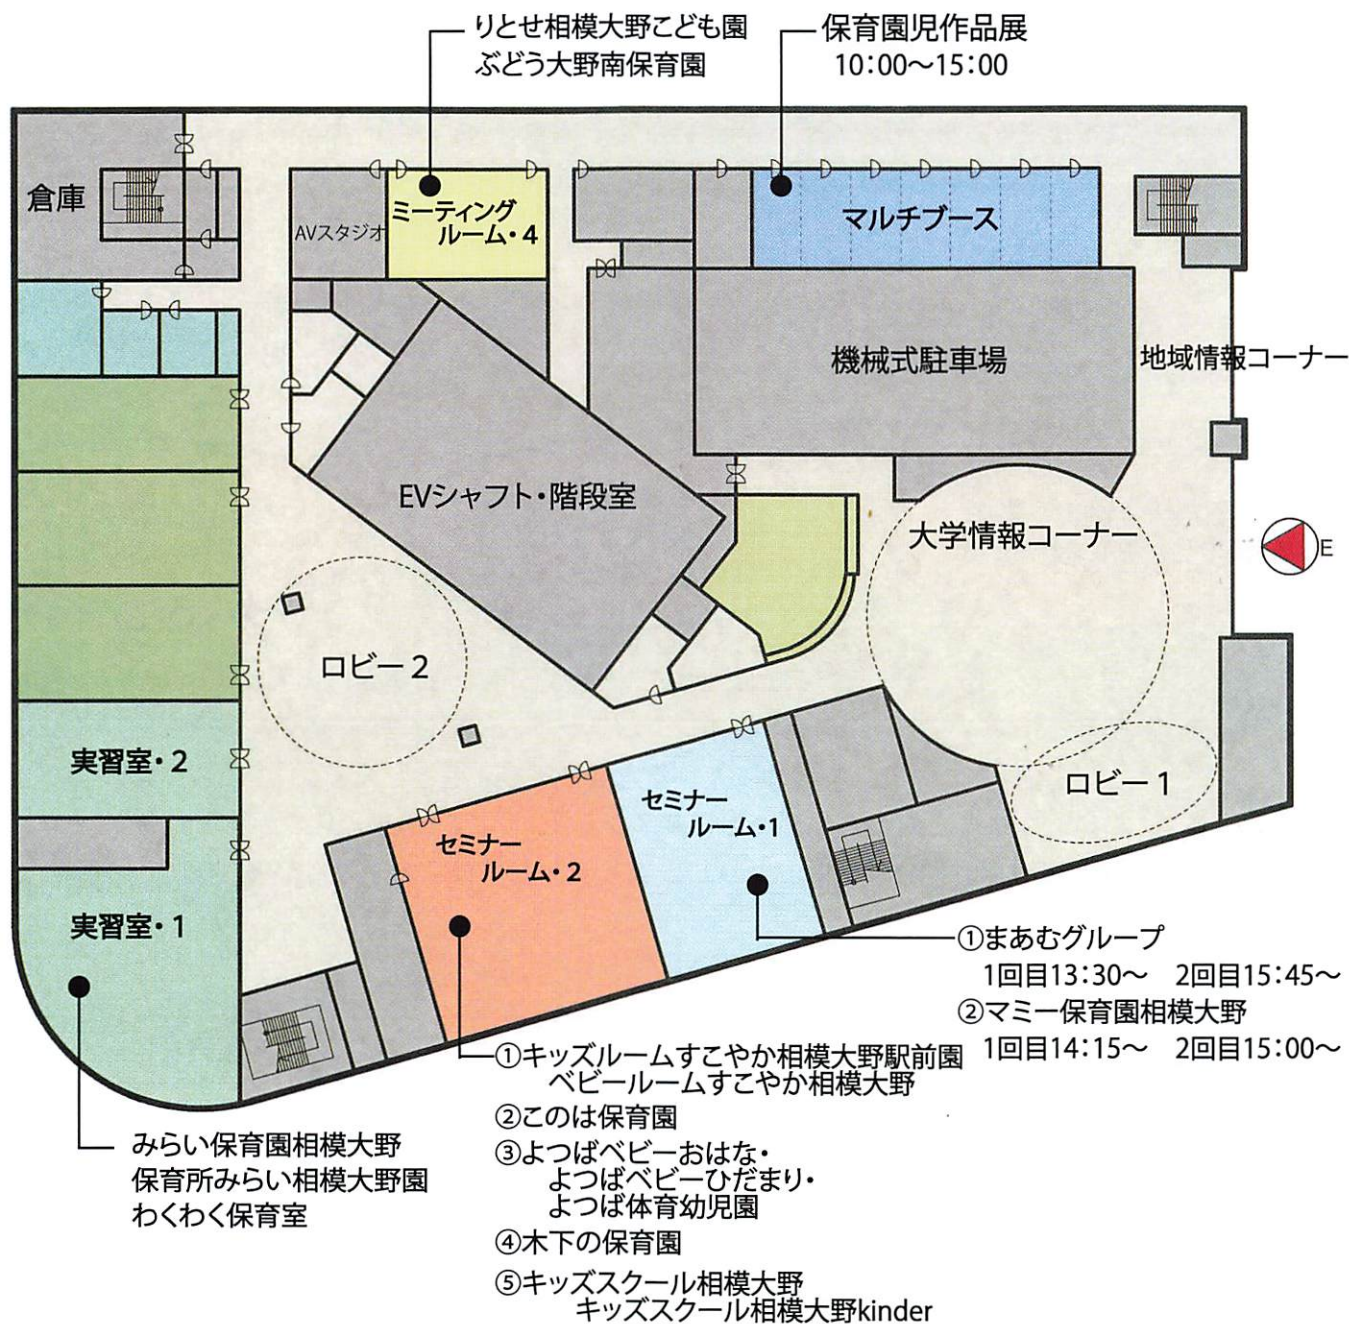 りとせ相模大野こども園
ぶどう大野南保育園
保育園児作品展
10:00～15:00
倉庫
AVスタジオ
ミーティング
ルーム・4
マルチブース
機械式駐車場
地域情報コーナー
EVシャフト・階段室
大学情報コーナー
E
ロビー2
ロビー1
実習室・2
セミナー
ルーム・1
セミナー
ルーム・2
実習室・1
①まあむグループ
1回目13:30～ 2回目15:45～
②マミー保育園相模大野
1回目14:15～ 2回目15:00～
①キッズルームすこやか相模大野駅前園
ベビールームすこやか相模大野
②このは保育園
③よつばベビーおはな・
よつばベビーひだまり・
よつば体育幼児園
④木下の保育園
⑤キッズスクール相模大野
キッズスクール相模大野kinder
みらい保育園相模大野
保育所みらい相模大野園
わくわく保育室